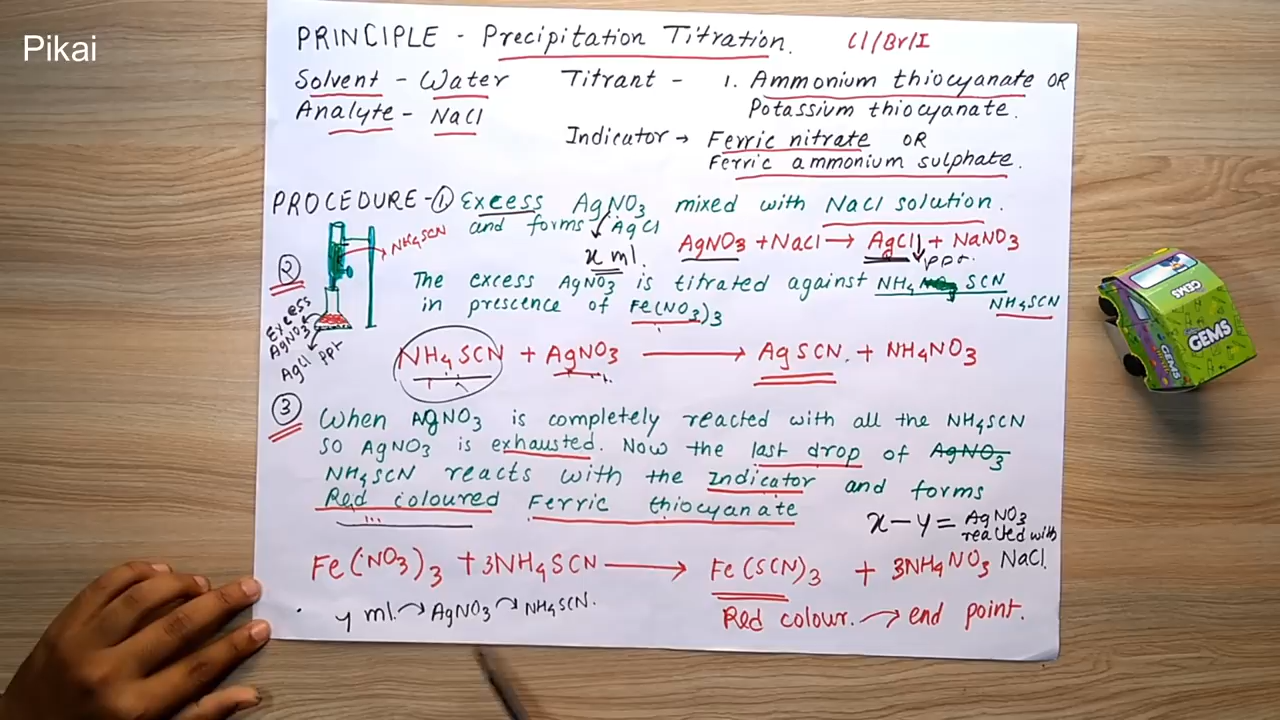 Pikai
PRINCIPLE - Precipitation Titration. Cl/Br/I
Solvent - Water Titrant - 1. Ammonium thiocyanate OR
Potassium thiocyanate.
Analyte - NaCl
Indicator → Ferric nitrate OR
Ferric ammonium sulphate.
PROCEDURE - ① Excess AgNO3 mixed with NaCl solution.
and forms AgCl
x ml.
AgNO3 + NaCl → AgCl↓ + NaNO3
ppt.
NH4SCN
② The excess AgNO3 is titrated against NH4 SCN
NH4SCN
in prescence of Fe(NO3)3
Excess
AgNO3
AgCl ppt
NH4SCN + AgNO3 → AgSCN. + NH4NO3
③ When AgNO3 is completely reacted with all the NH4SCN
so AgNO3 is exhausted. Now the last drop of AgNO3
NH4SCN reacts with the Indicator and forms
Red coloured Ferric thiocyanate
x - y = AgNO3
reacted with
NaCl.
Fe(NO3)3 + 3NH4SCN → Fe(SCN)3 + 3NH4NO3
y ml. → AgNO3 → NH4SCN.
Red colour. → end point.
GEMS
GEMS
GEMS